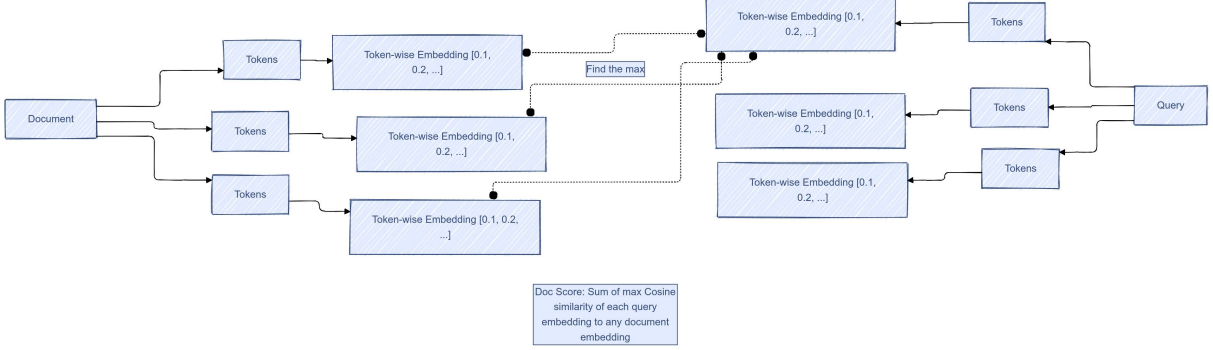 Token-wise Embedding [0.1,
0.2, ...]
Tokens
Token-wise Embedding [0.1,
0.2, ...]
Tokens
Find the max
Document
Tokens
Token-wise Embedding [0.1,
0.2, ...]
Token-wise Embedding [0.1,
0.2, ...]
Tokens
Query
Tokens
Token-wise Embedding [0.1, 0.2,
...]
Token-wise Embedding [0.1,
0.2, ...]
Tokens
Doc Score: Sum of max Cosine
similarity of each query
embedding to any document
embedding